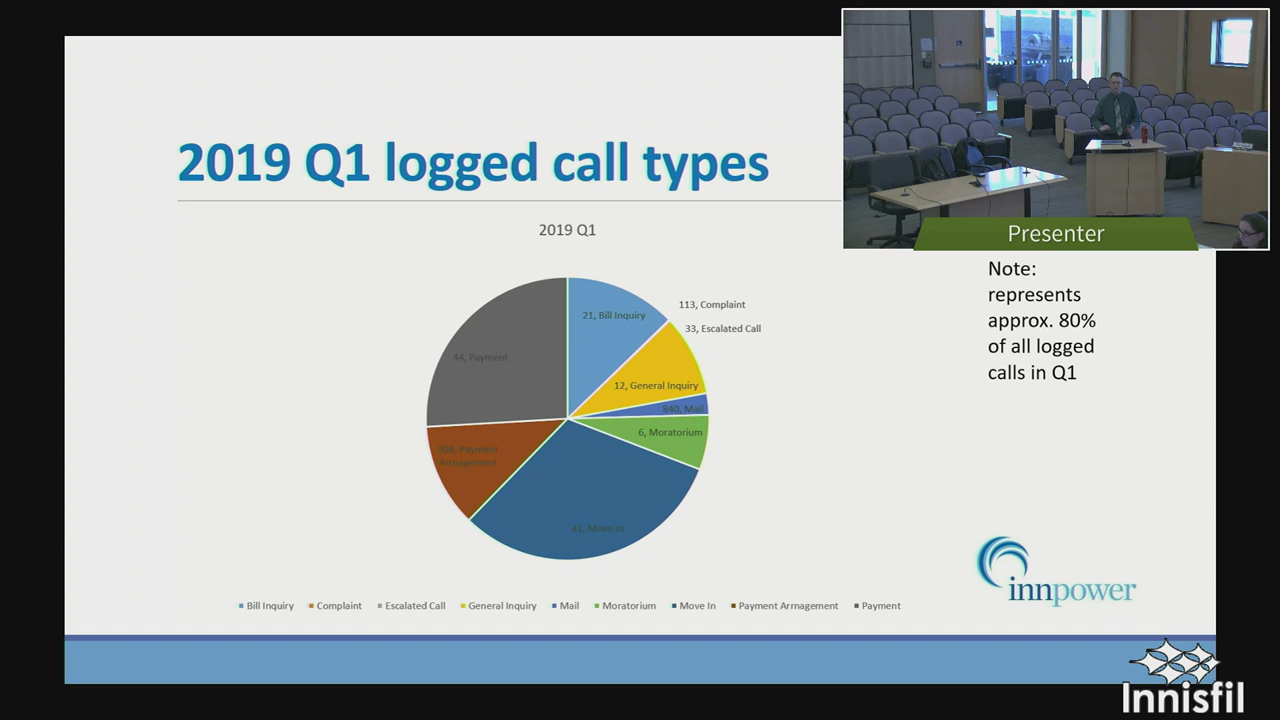 2019 Q1 logged call types
2019 Q1
21, Bill Inquiry
113, Complaint
33, Escalated Call
12, General Inquiry
840, Mail
6, Moratorium
41, Move In
Payment
Arrnagement
44, Payment
Bill Inquiry Complaint Escalated Call General Inquiry Mail Moratorium Move In Payment Arrnagement Payment
Presenter
Note:
represents
approx. 80%
of all logged
calls in Q1
innpower
Innisfil